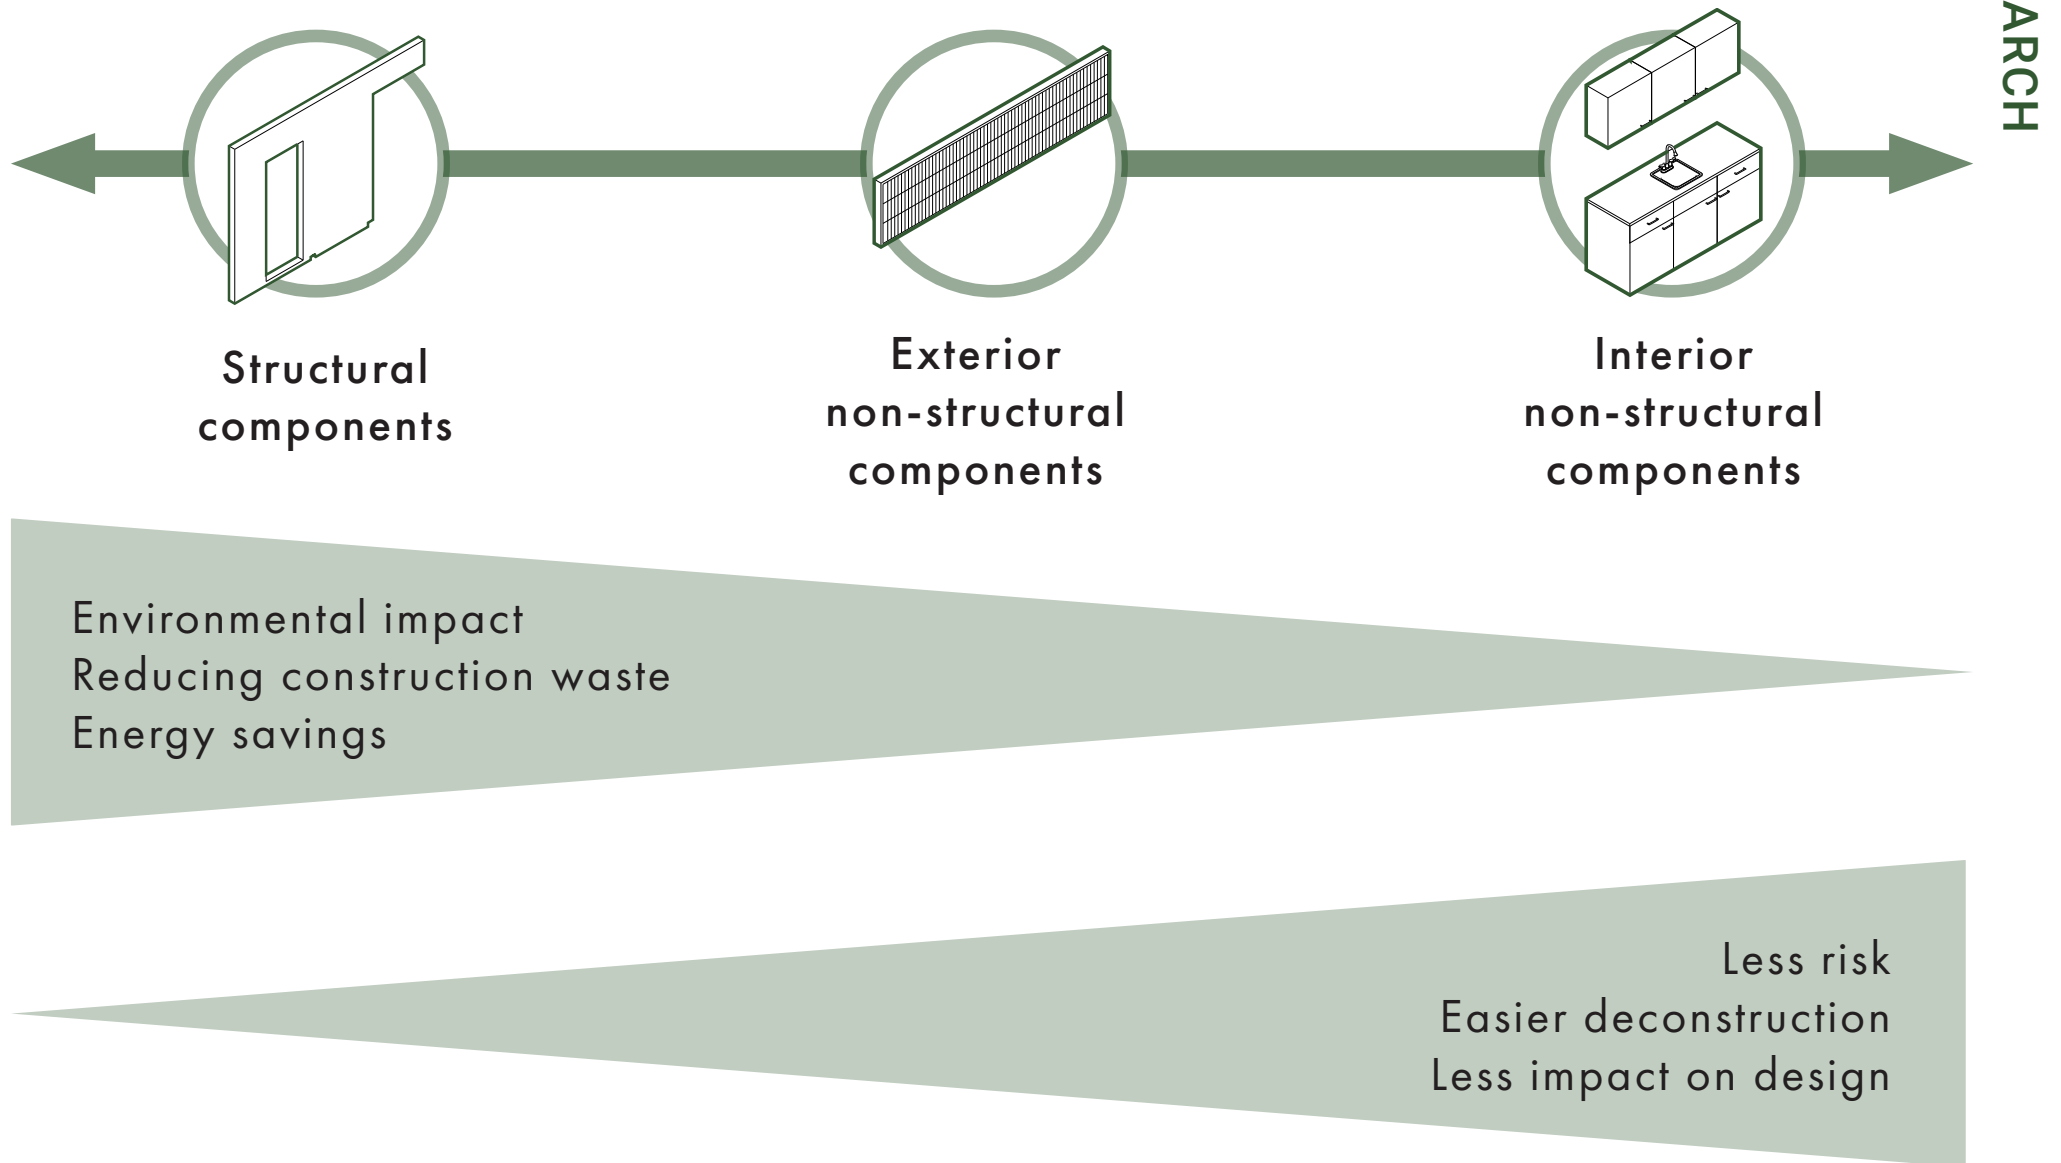 ARCH
Structural
components
Exterior
non-structural
components
Interior
non-structural
components
Environmental impact
Reducing construction waste
Energy savings
Less risk
Easier deconstruction
Less impact on design